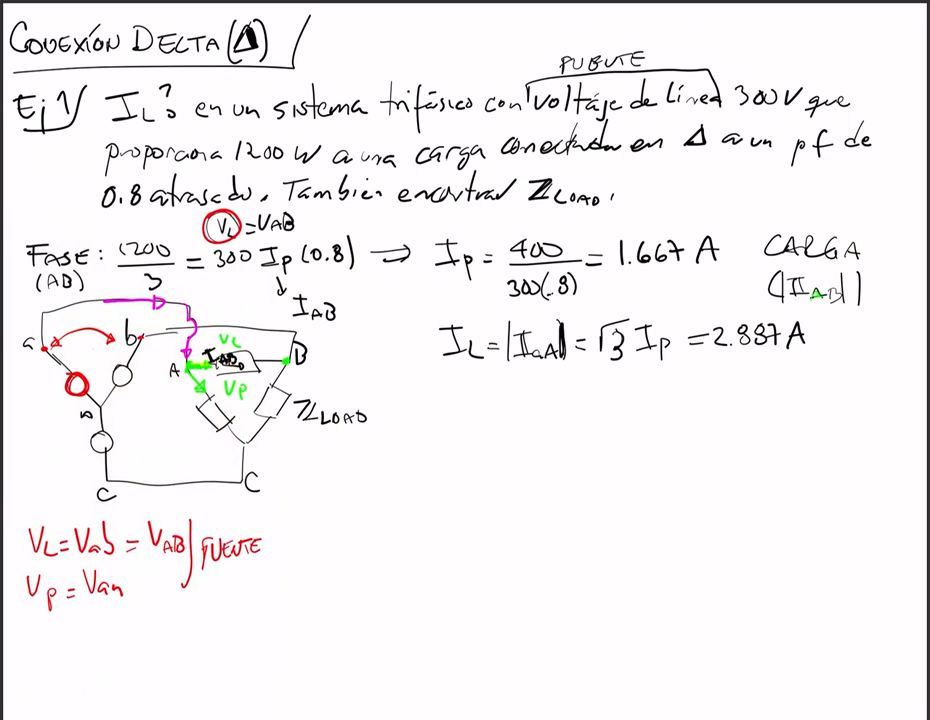 CONEXIÓN DELTA (Δ)
FUENTE
Ej 1/ IL? en un sistema trifásico con voltaje de línea 300V que
proporciona 1200 W a una carga conectada en Δ a un pf de
0.8 atrasado. También encontrar ZLOAD.
VL = VAB
FASE: 1200/3 = 300 IP (0.8) → IP = 400/300(.8) = 1.667 A CARGA
(AB) (|IAB|)
IAB
IL = |IaA| = √3 IP = 2.887 A
a b VL B
A IAB
VP
n ZLOAD
C C
VL = Vab = VAB | FUENTE
VP = Van